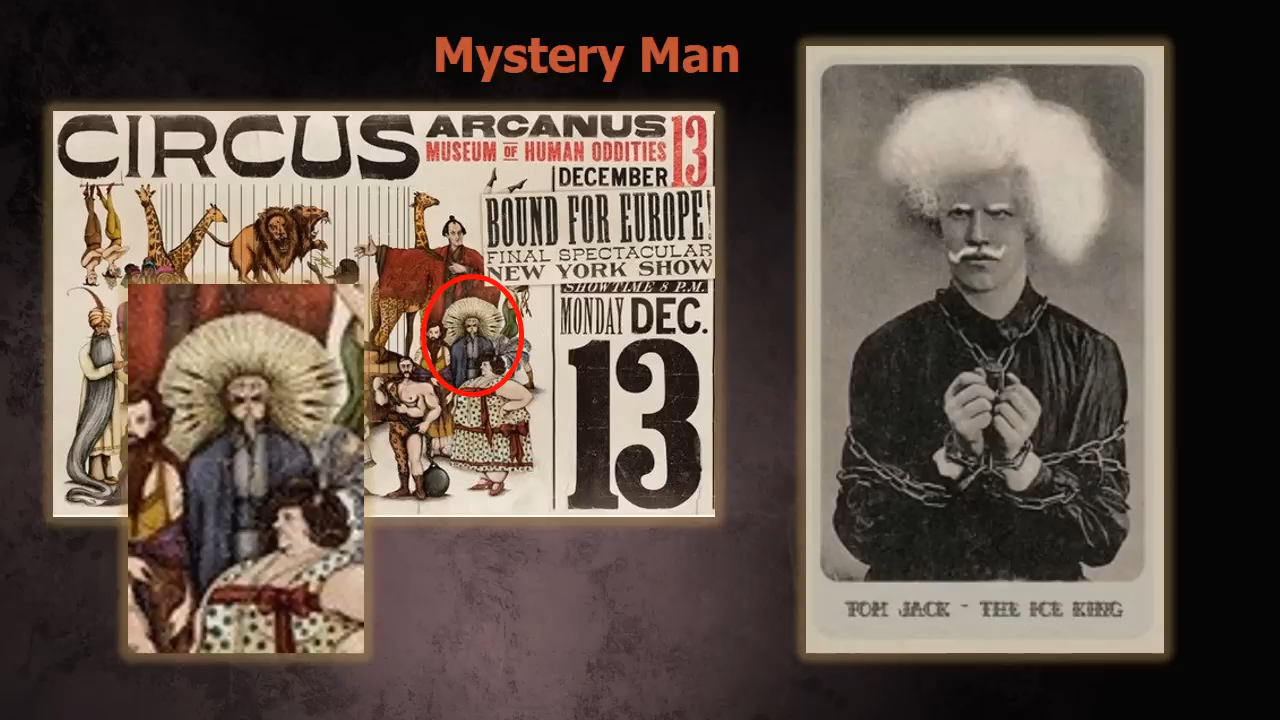 Mystery Man
CIRCUS
ARCANUS
MUSEUM OF HUMAN ODDITIES
13
DECEMBER
BOUND FOR EUROPE!
FINAL SPECTACULAR
NEW YORK SHOW
SHOWTIME 8 P.M.
MONDAY DEC.
13
TOM JACK - THE ICE KING